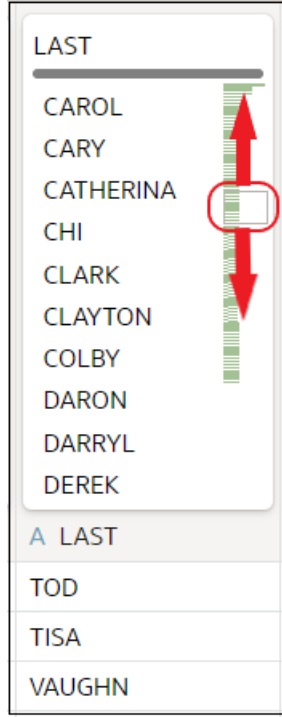 LAST
CAROL
CARY
CATHERINA
CHI
CLARK
CLAYTON
COLBY
DARON
DARRYL
DEREK
A LAST
TOD
TISA
VAUGHN